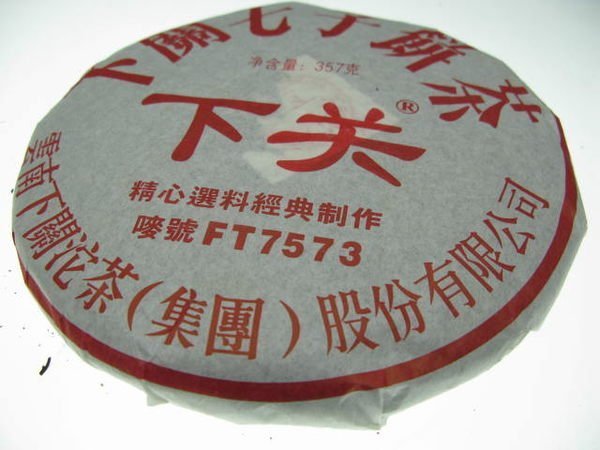 下關七子餅茶
净含量：357克
下关®
精心選料經典制作
嘜號 FT7573
雲南下關沱茶（集團）股份有限公司